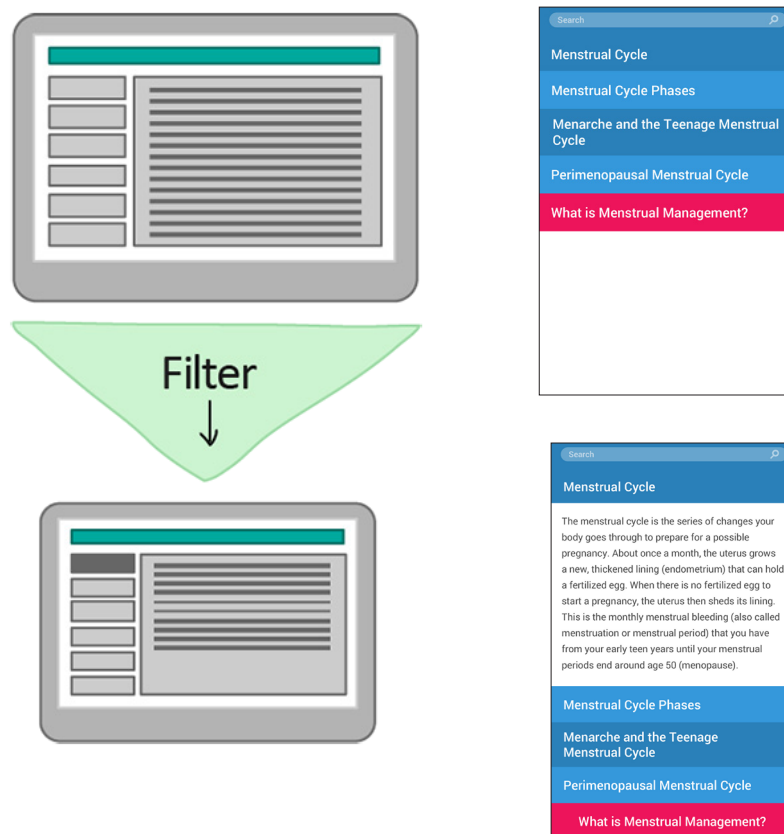 Filter
Search
Menstrual Cycle
Menstrual Cycle Phases
Menarche and the Teenage Menstrual
Cycle
Perimenopausal Menstrual Cycle
What is Menstrual Management?
Search
Menstrual Cycle
The menstrual cycle is the series of changes your
body goes through to prepare for a possible
pregnancy. About once a month, the uterus grows
a new, thickened lining (endometrium) that can hold
a fertilized egg. When there is no fertilized egg to
start a pregnancy, the uterus then sheds its lining.
This is the monthly menstrual bleeding (also called
menstruation or menstrual period) that you have
from your early teen years until your menstrual
periods end around age 50 (menopause).
Menstrual Cycle Phases
Menarche and the Teenage
Menstrual Cycle
Perimenopausal Menstrual Cycle
What is Menstrual Management?